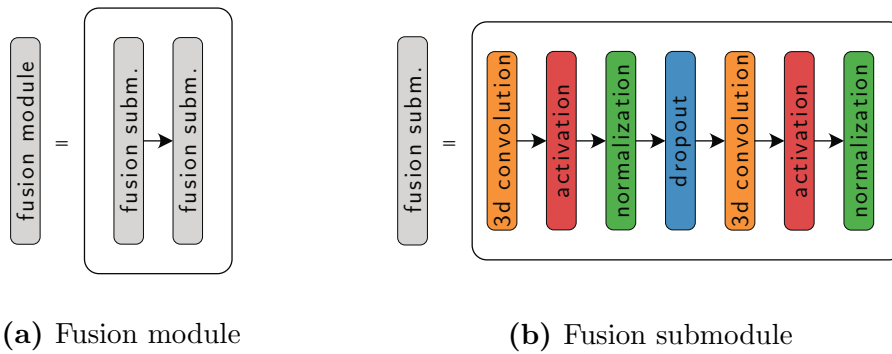 fusion module
=
fusion subm.
fusion subm.
(a) Fusion module
fusion subm.
=
3d convolution
activation
normalization
dropout
3d convolution
activation
normalization
(b) Fusion submodule